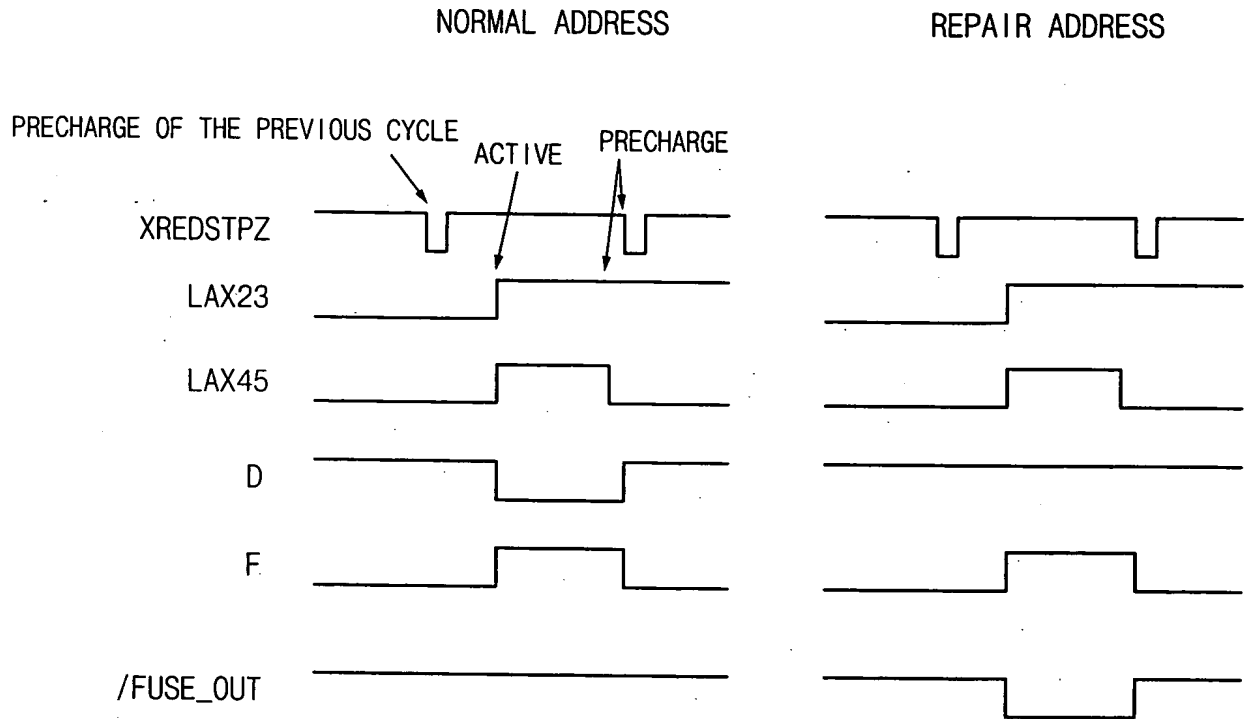 NORMAL ADDRESS
REPAIR ADDRESS
PRECHARGE OF THE PREVIOUS CYCLE
ACTIVE
PRECHARGE
XREDSTPZ
LAX23
LAX45
D
F
/FUSE_OUT